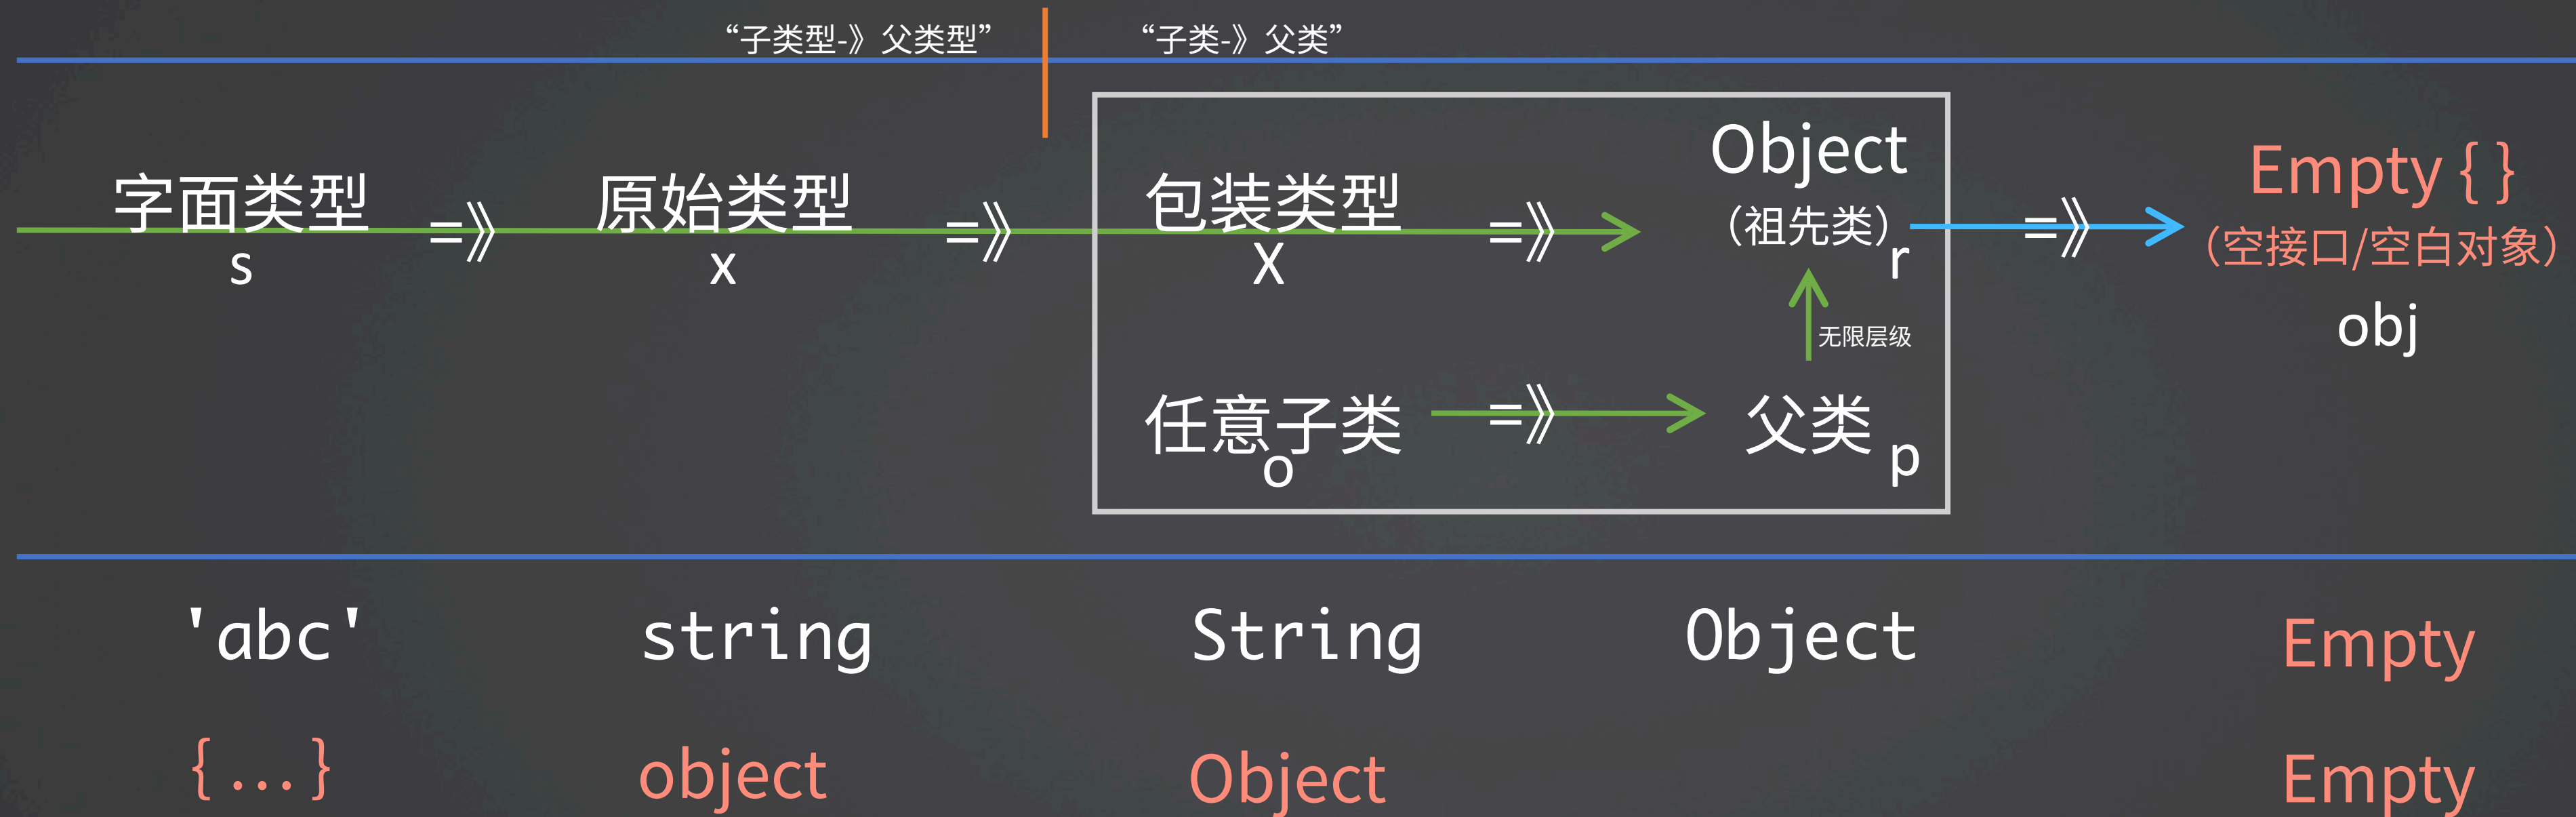 “子类型-》父类型”
“子类-》父类”
字面类型 =》 原始类型 =》 包装类型 =》 Object =》 Empty { }
（祖先类）
（空接口/空白对象）
s x X r
obj
无限层级
任意子类 =》 父类
o p
'abc' string String Object Empty
{ ... } object Object Empty